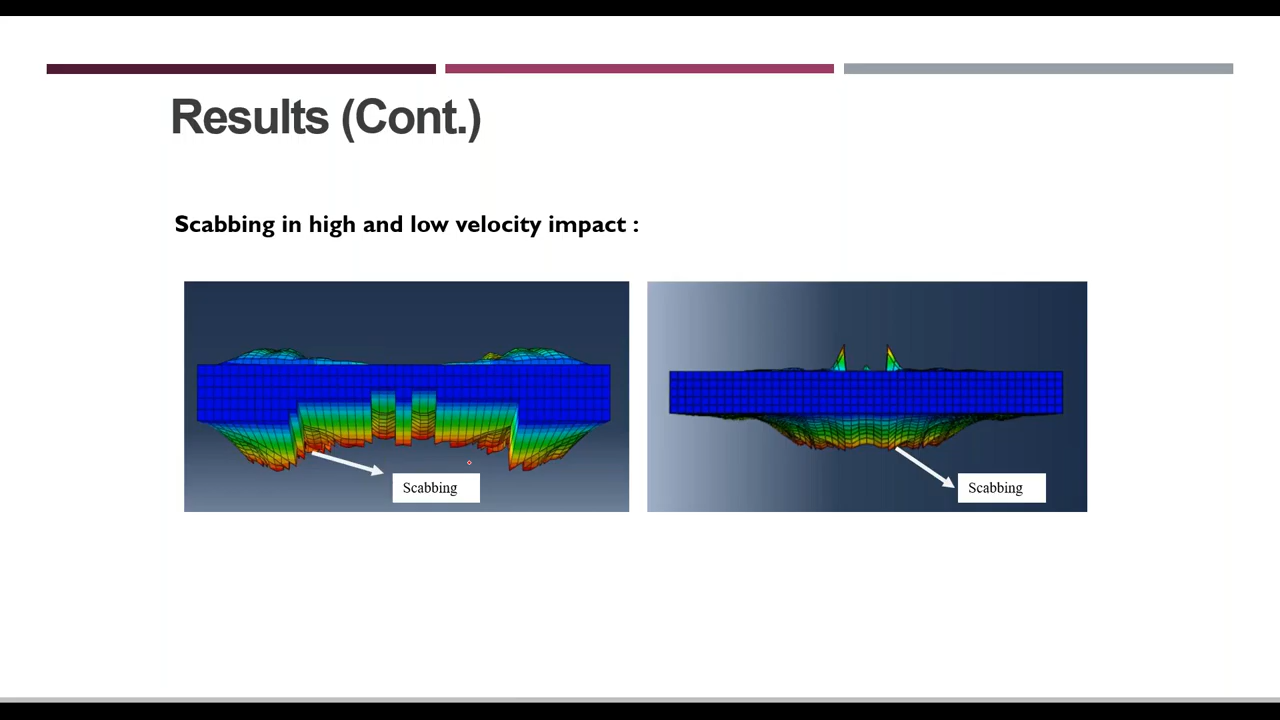 Results (Cont.)
Scabbing in high and low velocity impact :
Scabbing
Scabbing